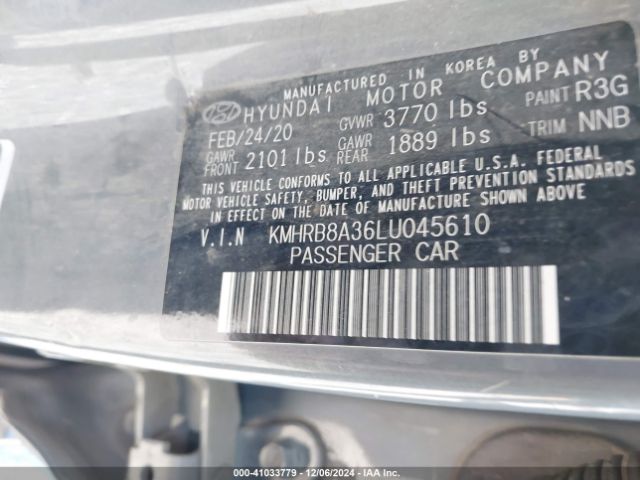 MANUFACTURED IN KOREA BY
HYUNDAI MOTOR COMPANY
FEB/24/20 GVWR 3770 lbs PAINT R3G
GAWR FRONT 2101 lbs GAWR REAR 1889 lbs TRIM NNB
THIS VEHICLE CONFORMS TO ALL APPLICABLE U.S.A. FEDERAL
MOTOR VEHICLE SAFETY, BUMPER, AND THEFT PREVENTION STANDARDS
IN EFFECT ON THE DATE OF MANUFACTURE SHOWN ABOVE.
V.I.N KMHRB8A36LU045610
PASSENGER CAR
000-41033779 - 12/06/2024 - IAA Inc.